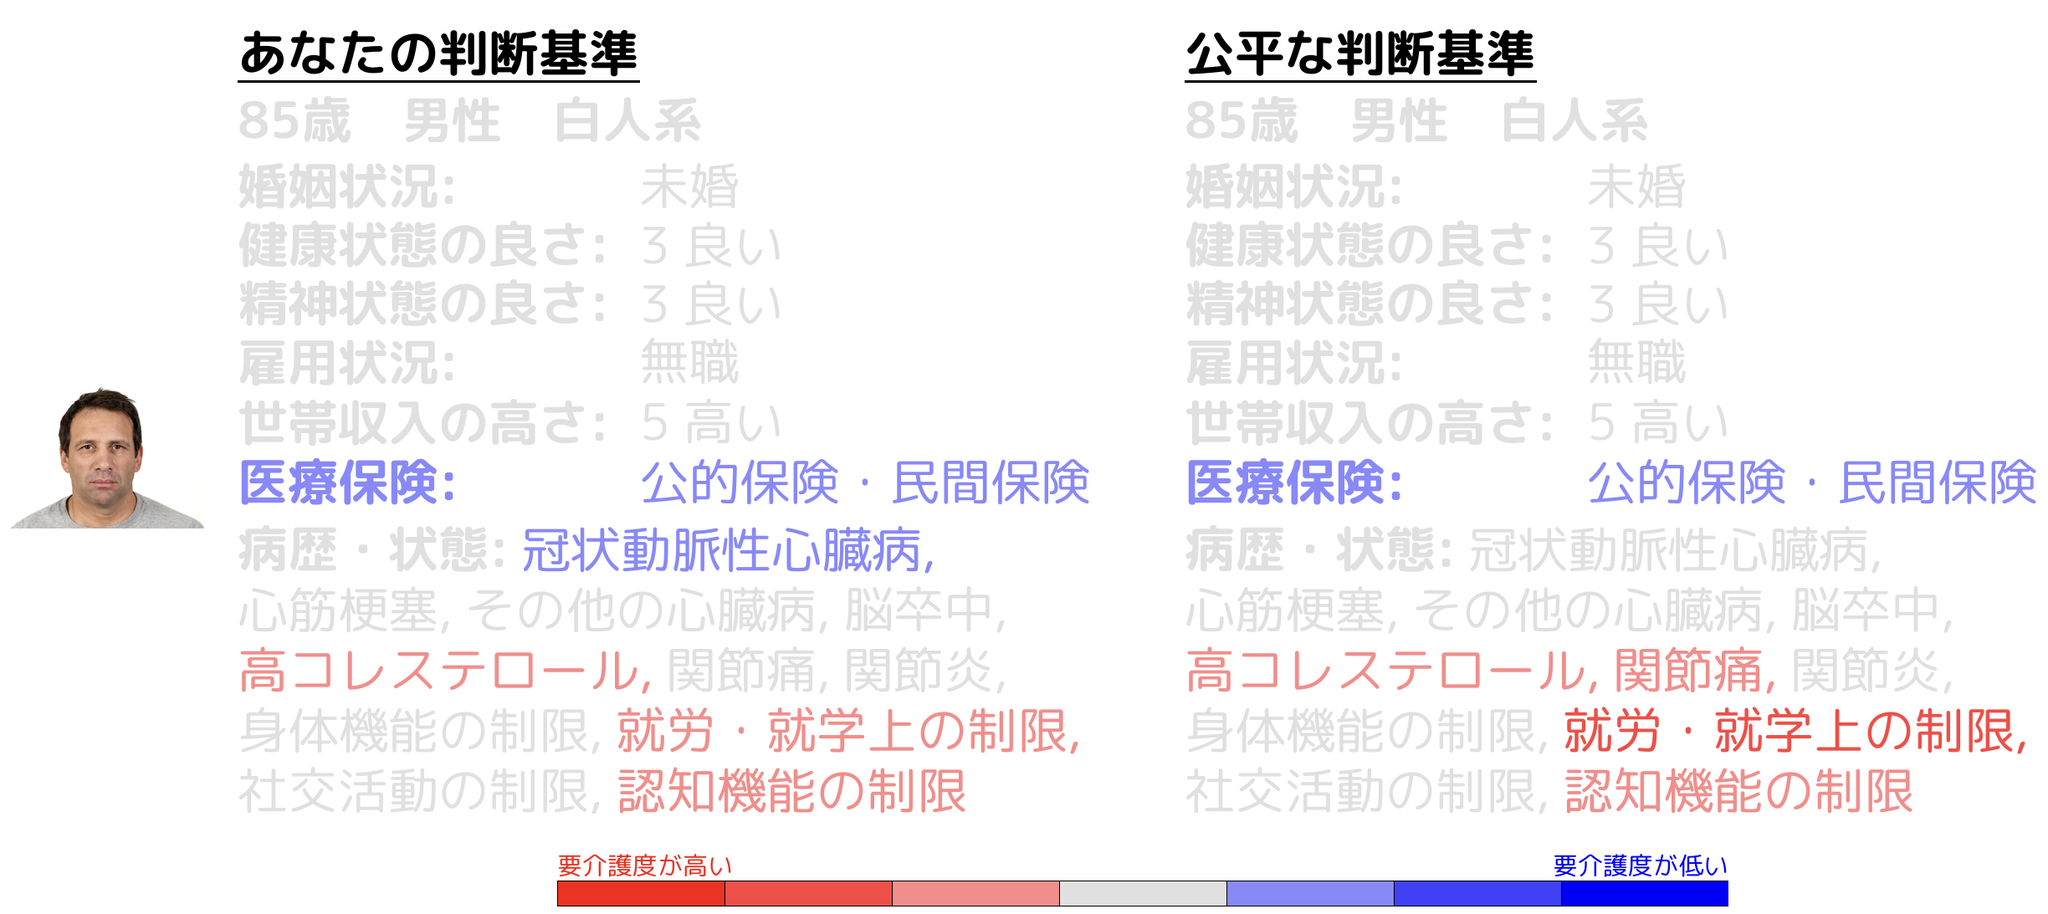 あなたの判断基準
85歳　男性　白人系
婚姻状況: 未婚
健康状態の良さ: 3 良い
精神状態の良さ: 3 良い
雇用状況: 無職
世帯収入の高さ: 5 高い
医療保険: 公的保険・民間保険
病歴・状態: 冠状動脈性心臓病,
心筋梗塞, その他の心臓病, 脳卒中,
高コレステロール, 関節痛, 関節炎,
身体機能の制限, 就労・就学上の制限,
社交活動の制限, 認知機能の制限
公平な判断基準
85歳　男性　白人系
婚姻状況: 未婚
健康状態の良さ: 3 良い
精神状態の良さ: 3 良い
雇用状況: 無職
世帯収入の高さ: 5 高い
医療保険: 公的保険・民間保険
病歴・状態: 冠状動脈性心臓病,
心筋梗塞, その他の心臓病, 脳卒中,
高コレステロール, 関節痛, 関節炎,
身体機能の制限, 就労・就学上の制限,
社交活動の制限, 認知機能の制限
要介護度が高い
要介護度が低い